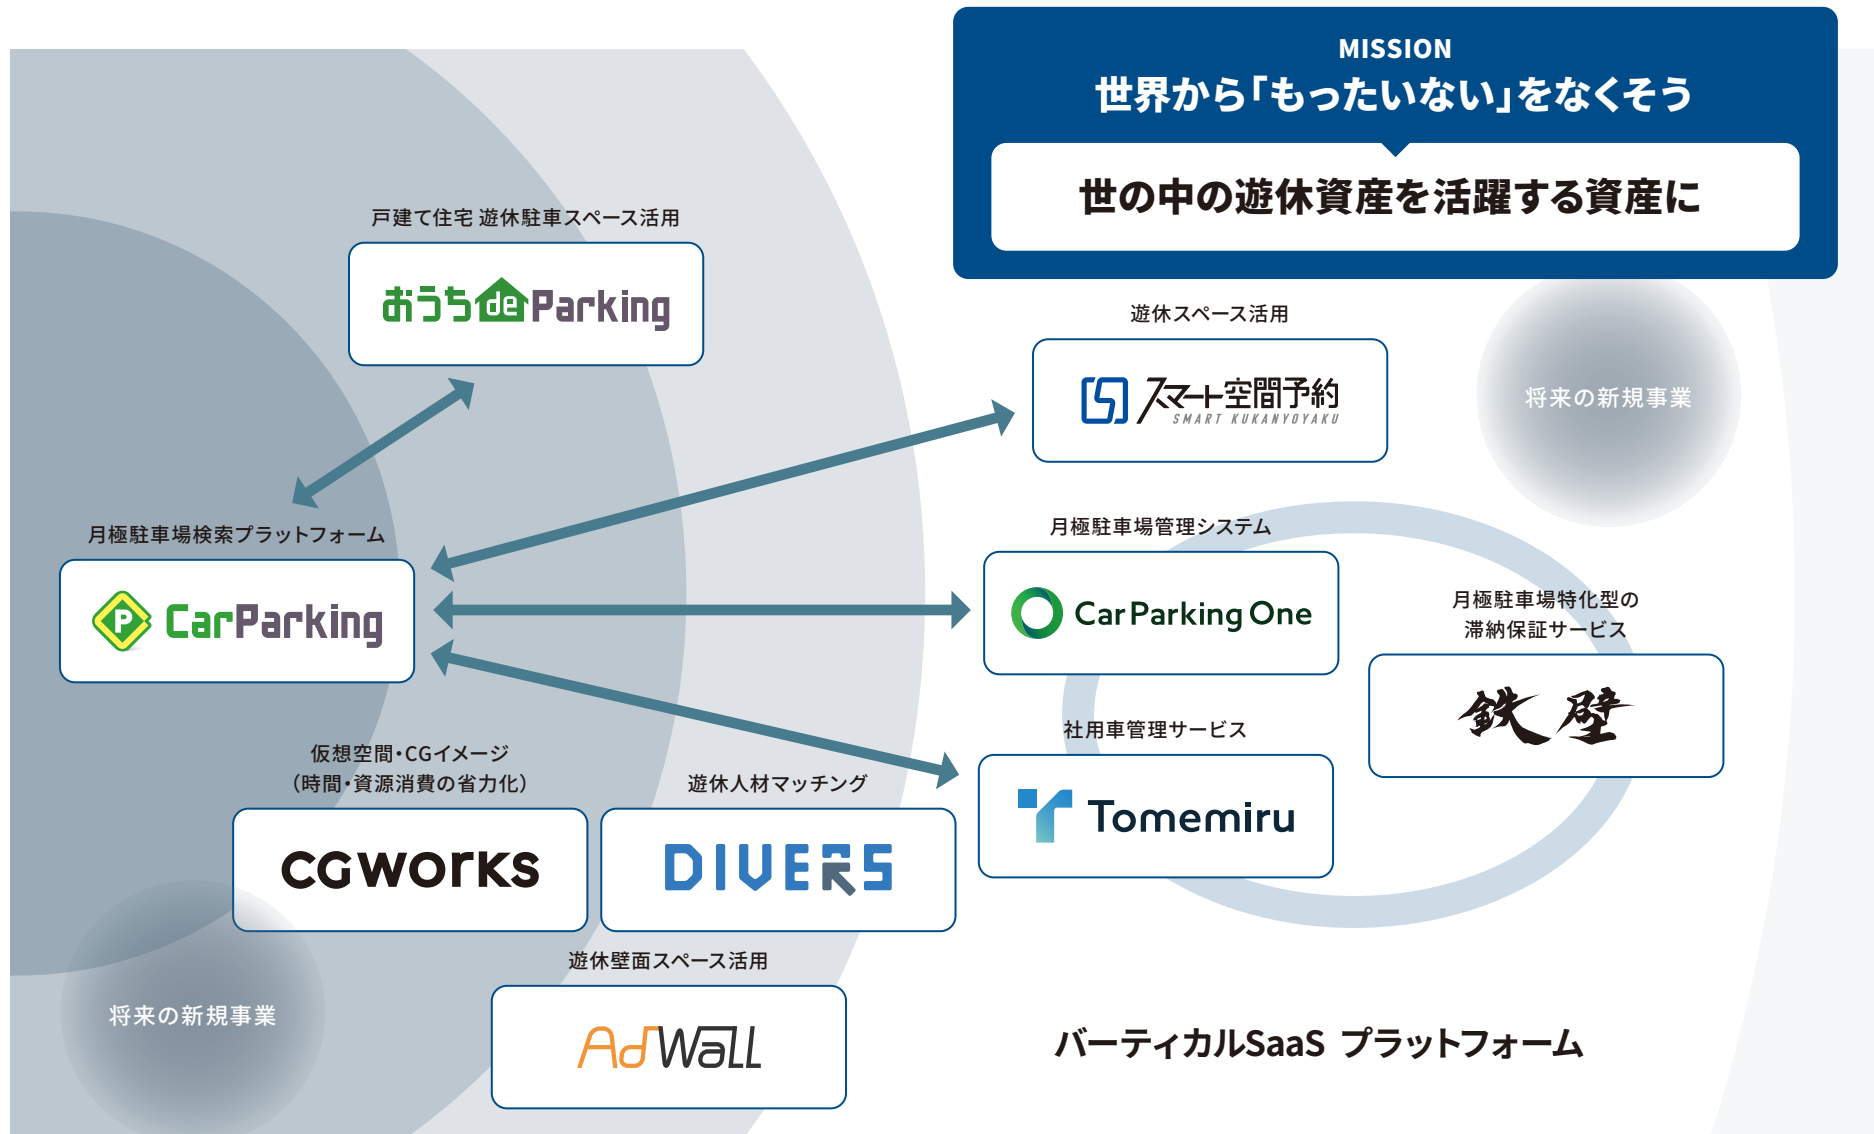 MISSION
世界から「もったいない」をなくそう
世の中の遊休資産を活躍する資産に
戸建て住宅 遊休駐車スペース活用
おうち de Parking
遊休スペース活用
スマート空間予約
SMART KUKANYOYAKU
将来の新規事業
月極駐車場検索プラットフォーム
P CarParking
月極駐車場管理システム
CarParking One
月極駐車場特化型の
滞納保証サービス
鉄壁
社用車管理サービス
Tomemiru
仮想空間・CGイメージ
（時間・資源消費の省力化）
CGWORKS
遊休人材マッチング
DIVERS
遊休壁面スペース活用
AdWall
将来の新規事業
バーティカルSaaS プラットフォーム